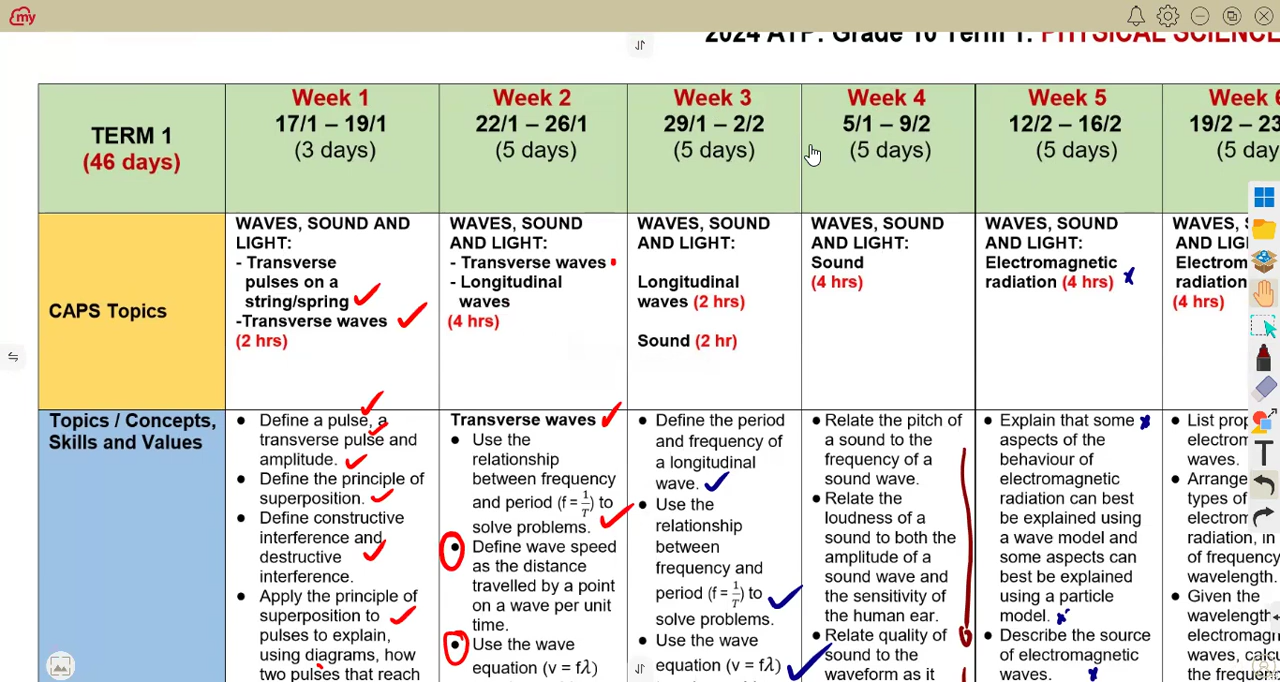 my
2024 ATP: Grade 10 Term 1: PHYSICAL SCIENCE
TERM 1
(46 days)
Week 1
17/1 – 19/1
(3 days)
Week 2
22/1 – 26/1
(5 days)
Week 3
29/1 – 2/2
(5 days)
Week 4
5/1 – 9/2
(5 days)
Week 5
12/2 – 16/2
(5 days)
Week 6
19/2 – 23
(5 day
CAPS Topics
WAVES, SOUND AND
LIGHT:
- Transverse
pulses on a
string/spring
-Transverse waves
(2 hrs)
WAVES, SOUND
AND LIGHT:
- Transverse waves
- Longitudinal
waves
(4 hrs)
WAVES, SOUND
AND LIGHT:
Longitudinal
waves (2 hrs)
Sound (2 hr)
WAVES, SOUND
AND LIGHT:
Sound
(4 hrs)
WAVES, SOUND
AND LIGHT:
Electromagnetic
radiation (4 hrs)
WAVES, S
AND LIGHT:
Electrom
radiation
(4 hrs)
Topics / Concepts,
Skills and Values
• Define a pulse, a
transverse pulse and
amplitude.
• Define the principle of
superposition.
• Define constructive
interference and
destructive
interference.
• Apply the principle of
superposition to
pulses to explain,
using diagrams, how
two pulses that reach
Transverse waves
• Use the
relationship
between frequency
and period (f = 1/T) to
solve problems.
• Define wave speed
as the distance
travelled by a point
on a wave per unit
time.
• Use the wave
equation (v = fλ)
• Define the period
and frequency of
a longitudinal
wave.
• Use the
relationship
between
frequency and
period (f = 1/T) to
solve problems.
• Use the wave
equation (v = fλ)
• Relate the pitch of
a sound to the
frequency of a
sound wave.
• Relate the
loudness of a
sound to both the
amplitude of a
sound wave and
the sensitivity of
the human ear.
• Relate quality of
sound to the
waveform as it
• Explain that some
aspects of the
behaviour of
electromagnetic
radiation can best
be explained using
a wave model and
some aspects can
best be explained
using a particle
model.
• Describe the source
of electromagnetic
waves.
• List prop
electrom
waves.
• Arrange
types of
electrom
radiation, in
of frequency
wavelength.
• Given the
wavelength
electromagn
waves, calcu
the frequen
T